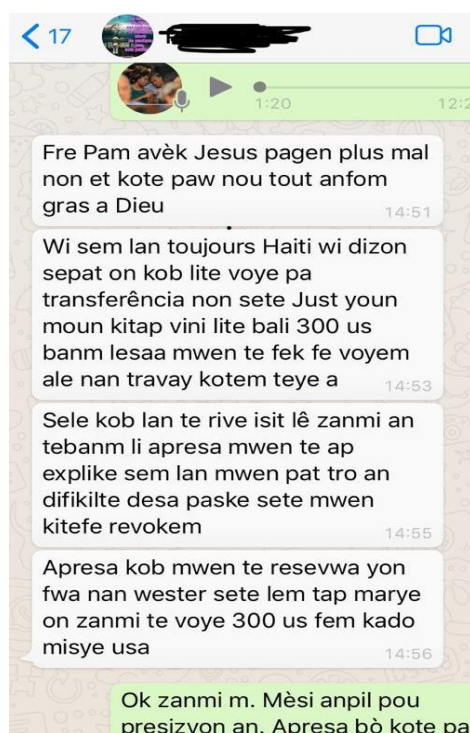 17
1:20
12:2
Fre Pam avèk Jesus pagen plus mal
non et kote paw nou tout anfom
gras a Dieu
14:51
Wi sem lan toujours Haiti wi dizon
sepat on kob lite voye pa
transferência non sete Just youn
moun kitap vini lite bali 300 us
banm lesaa mwen te fek fe voyem
ale nan travay kotem teye a
14:53
Sele kob lan te rive isit lê zanmi an
tebanm li apresa mwen te ap
explike sem lan mwen pat tro an
difikilte desa paske sete mwen
kitefe revokem
14:55
Apresa kob mwen te resevwa yon
fwa nan wester sete lem tap marye
on zanmi te voye 300 us fem kado
misye usa
14:56
Ok zanmi m. Mèsi anpil pou
presizyon an. Apresa bò kote pa